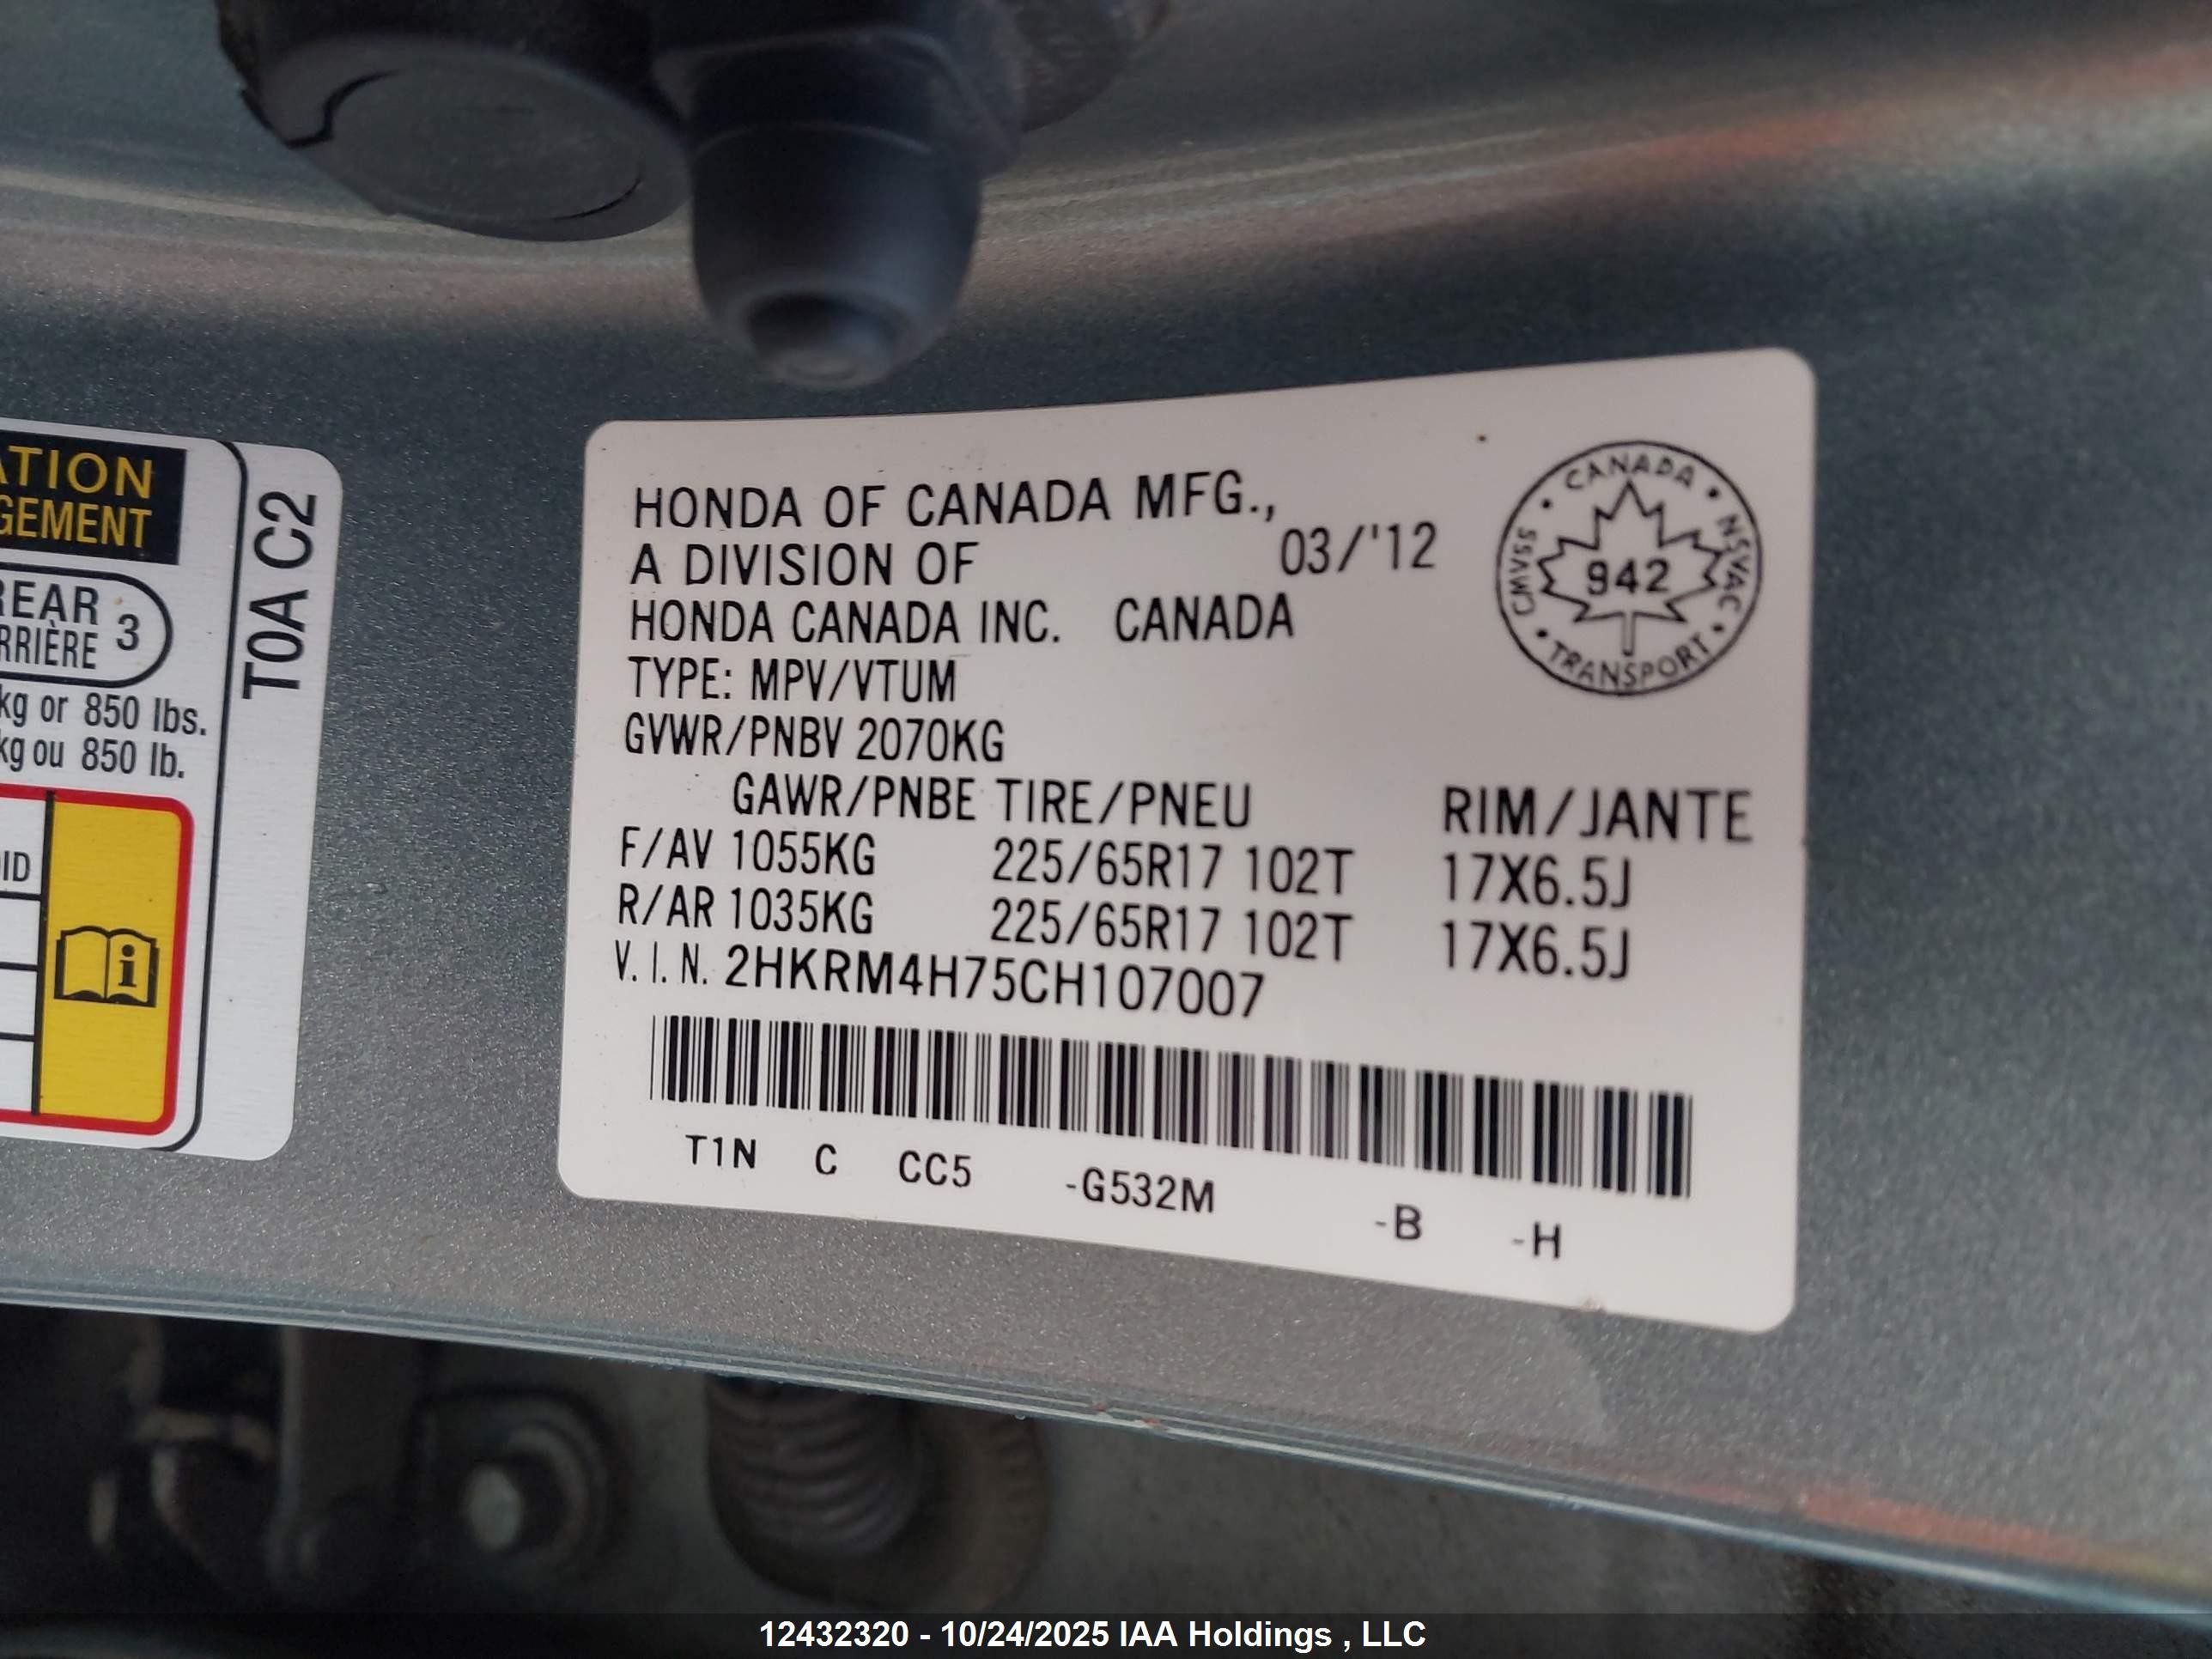 ATION
GEMENT
REAR
RRIÈRE
3
kg or 850 lbs.
kg ou 850 lb.
T0A C2
HONDA OF CANADA MFG.,
03/'12
A DIVISION OF
HONDA CANADA INC. CANADA
TYPE: MPV/VTUM
GVWR/PNBV 2070KG
GAWR/PNBE TIRE/PNEU RIM/JANTE
F/AV 1055KG 225/65R17 102T 17X6.5J
R/AR 1035KG 225/65R17 102T 17X6.5J
V.I.N. 2HKRM4H75CH107007
T1N C CC5 -G532M -B -H
CANADA • NSVAC • TRANSPORT • CMVSS •
942
12432320 - 10/24/2025 IAA Holdings , LLC